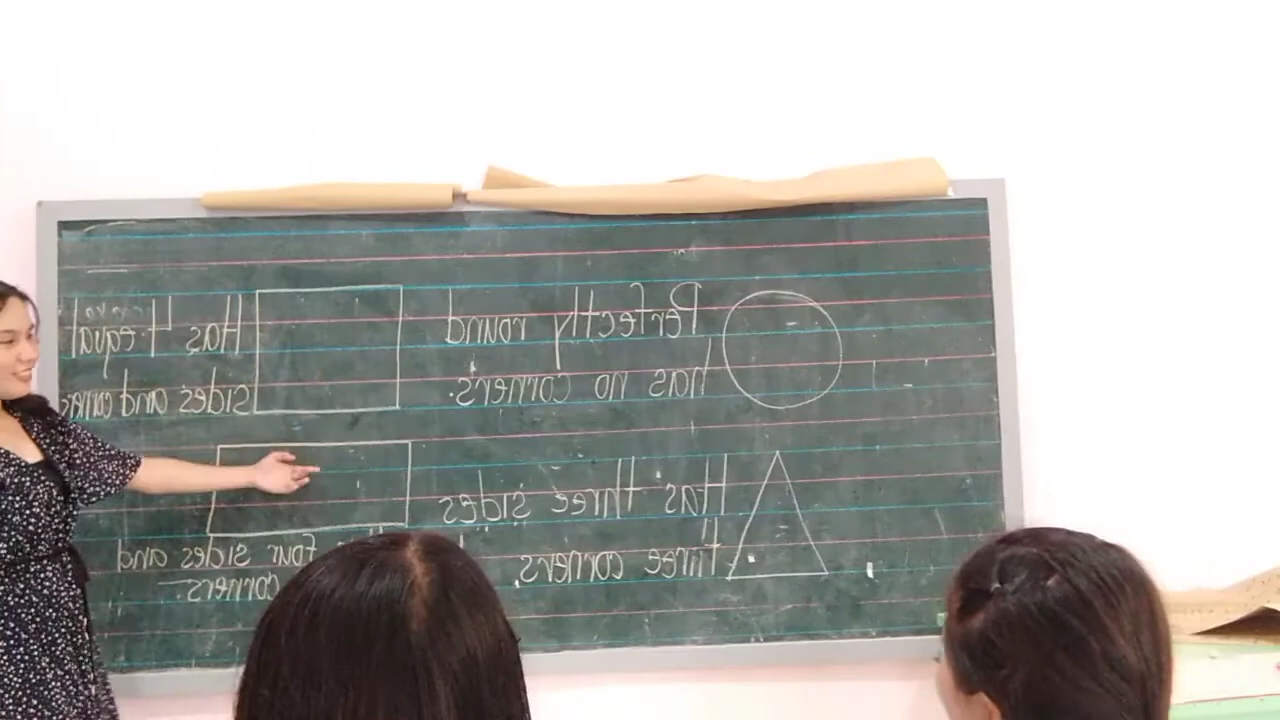 Perfectly round
has no corners.
Has 4 equal
sides and corners
Has three sides
three corners.
four sides and
corners.